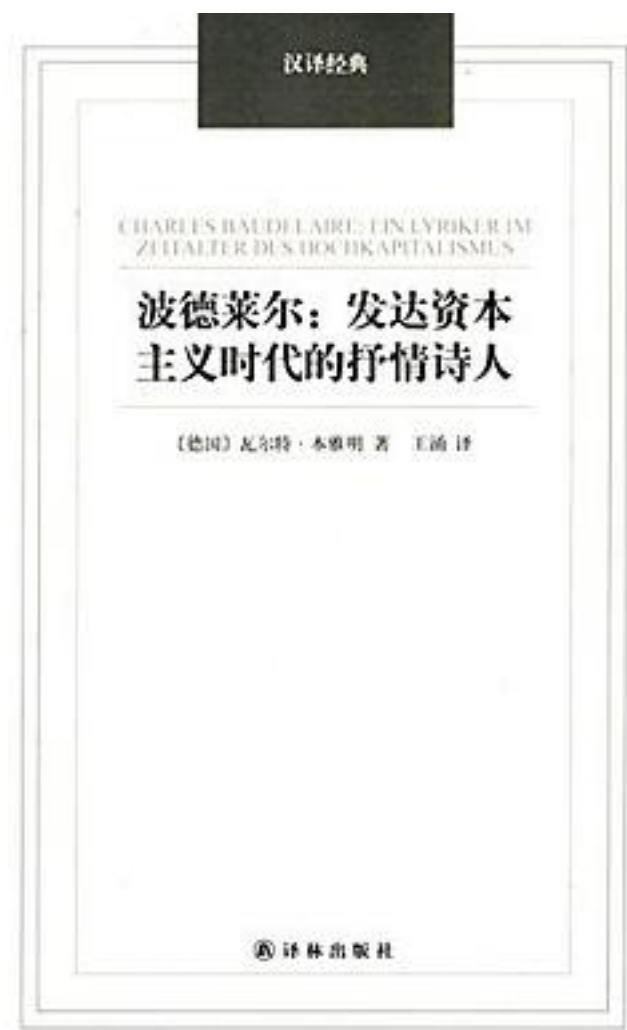 汉译经典
CHARLES BAUDELAIRE: EIN LYRIKER IM
ZEITALTER DES HOCHKAPITALISMUS
波德莱尔：发达资本
主义时代的抒情诗人
〔德国〕瓦尔特·本雅明 著 王涌 译
译林出版社